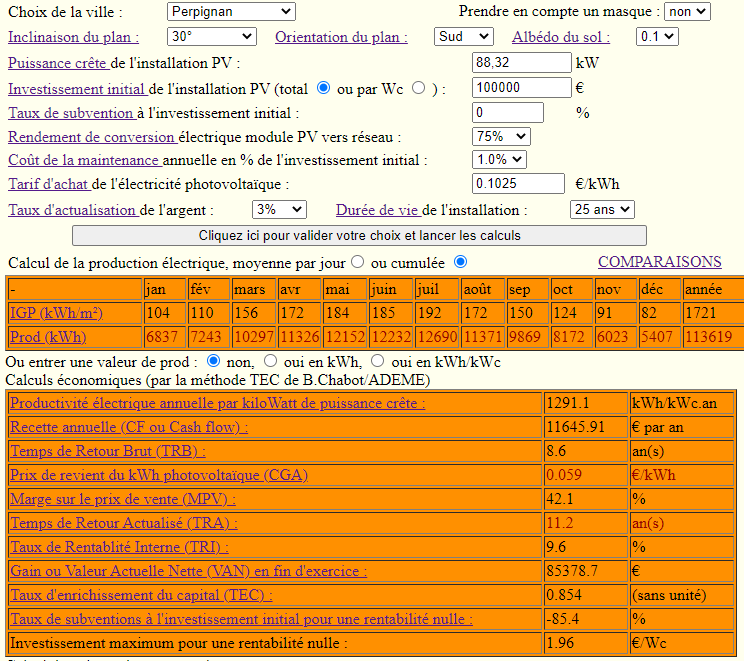 Choix de la ville : Perpignan Prendre en compte un masque : non
Inclinaison du plan : 30° Orientation du plan : Sud Albédo du sol : 0.1
Puissance crête de l'installation PV : 88,32 kW
Investissement initial de l'installation PV (total ou par Wc ) : 100000 €
Taux de subvention à l'investissement initial : 0 %
Rendement de conversion électrique module PV vers réseau : 75%
Coût de la maintenance annuelle en % de l'investissement initial : 1.0%
Tarif d'achat de l'électricité photovoltaïque : 0.1025 €/kWh
Taux d'actualisation de l'argent : 3% Durée de vie de l'installation : 25 ans
Cliquez ici pour valider votre choix et lancer les calculs
Calcul de la production électrique, moyenne par jour ou cumulée COMPARAISONS
- jan fév mars avr mai juin juil août sep oct nov déc année
IGP (kWh/m²) 104 110 156 172 184 185 192 172 150 124 91 82 1721
Prod (kWh) 6837 7243 10297 11326 12152 12232 12690 11371 9869 8172 6023 5407 113619
Ou entrer une valeur de prod : non, oui en kWh, oui en kWh/kWc
Calculs économiques (par la méthode TEC de B.Chabot/ADEME)
Productivité électrique annuelle par kiloWatt de puissance crête : 1291.1 kWh/kWc.an
Recette annuelle (CF ou Cash flow) : 11645.91 € par an
Temps de Retour Brut (TRB) : 8.6 an(s)
Prix de revient du kWh photovoltaïque (CGA) 0.059 €/kWh
Marge sur le prix de vente (MPV) : 42.1 %
Temps de Retour Actualisé (TRA) : 11.2 an(s)
Taux de Rentablité Interne (TRI) : 9.6 %
Gain ou Valeur Actuelle Nette (VAN) en fin d'exercice : 85378.7 €
Taux d'enrichissement du capital (TEC) : 0.854 (sans unité)
Taux de subventions à l'investissement initial pour une rentabilité nulle : -85.4 %
Investissement maximum pour une rentabilité nulle : 1.96 €/Wc